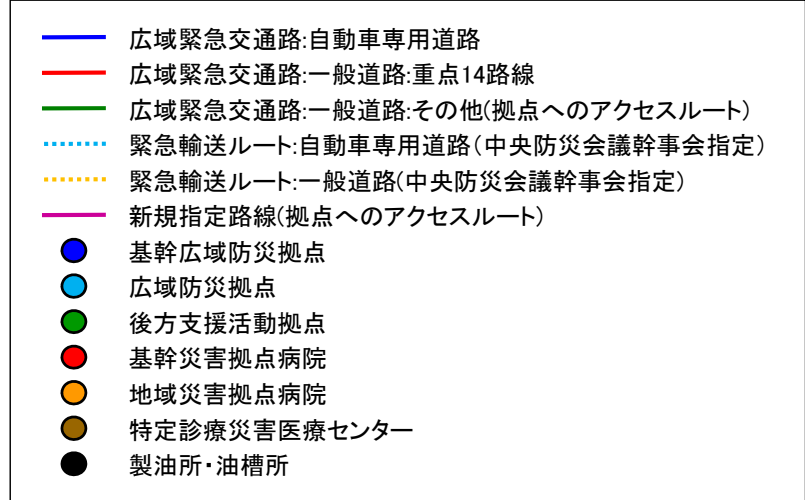 広域緊急交通路:自動車専用道路
広域緊急交通路:一般道路:重点14路線
広域緊急交通路:一般道路:その他(拠点へのアクセスルート)
緊急輸送ルート:自動車専用道路(中央防災会議幹事会指定)
緊急輸送ルート:一般道路(中央防災会議幹事会指定)
新規指定路線(拠点へのアクセスルート)
基幹広域防災拠点
広域防災拠点
後方支援活動拠点
基幹災害拠点病院
地域災害拠点病院
特定診療災害医療センター
製油所・油槽所